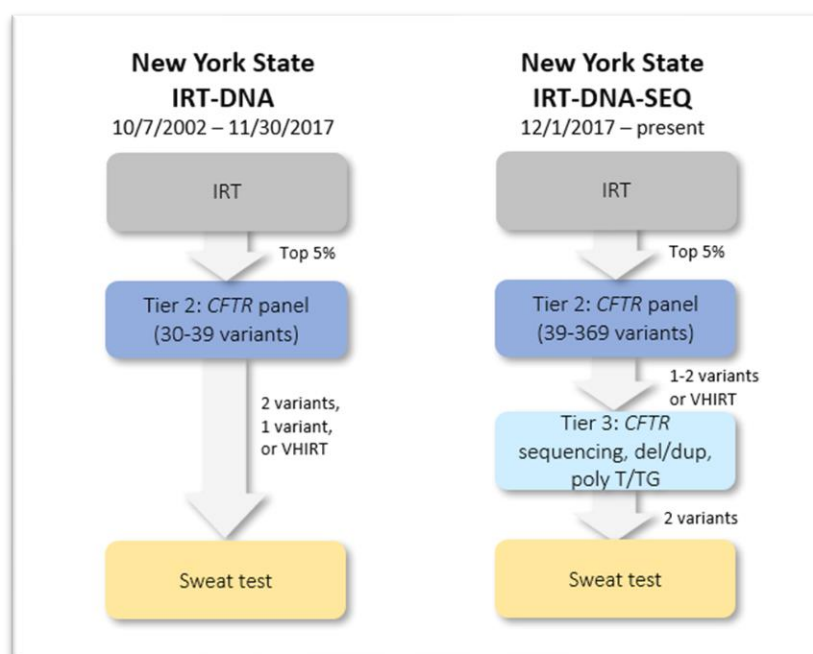 New York State
IRT-DNA
10/7/2002 – 11/30/2017
IRT
Top 5%
Tier 2: CFTR panel
(30-39 variants)
2 variants,
1 variant,
or VHIRT
Sweat test
New York State
IRT-DNA-SEQ
12/1/2017 – present
IRT
Top 5%
Tier 2: CFTR panel
(39-369 variants)
1-2 variants
or VHIRT
Tier 3: CFTR
sequencing, del/dup,
poly T/TG
2 variants
Sweat test